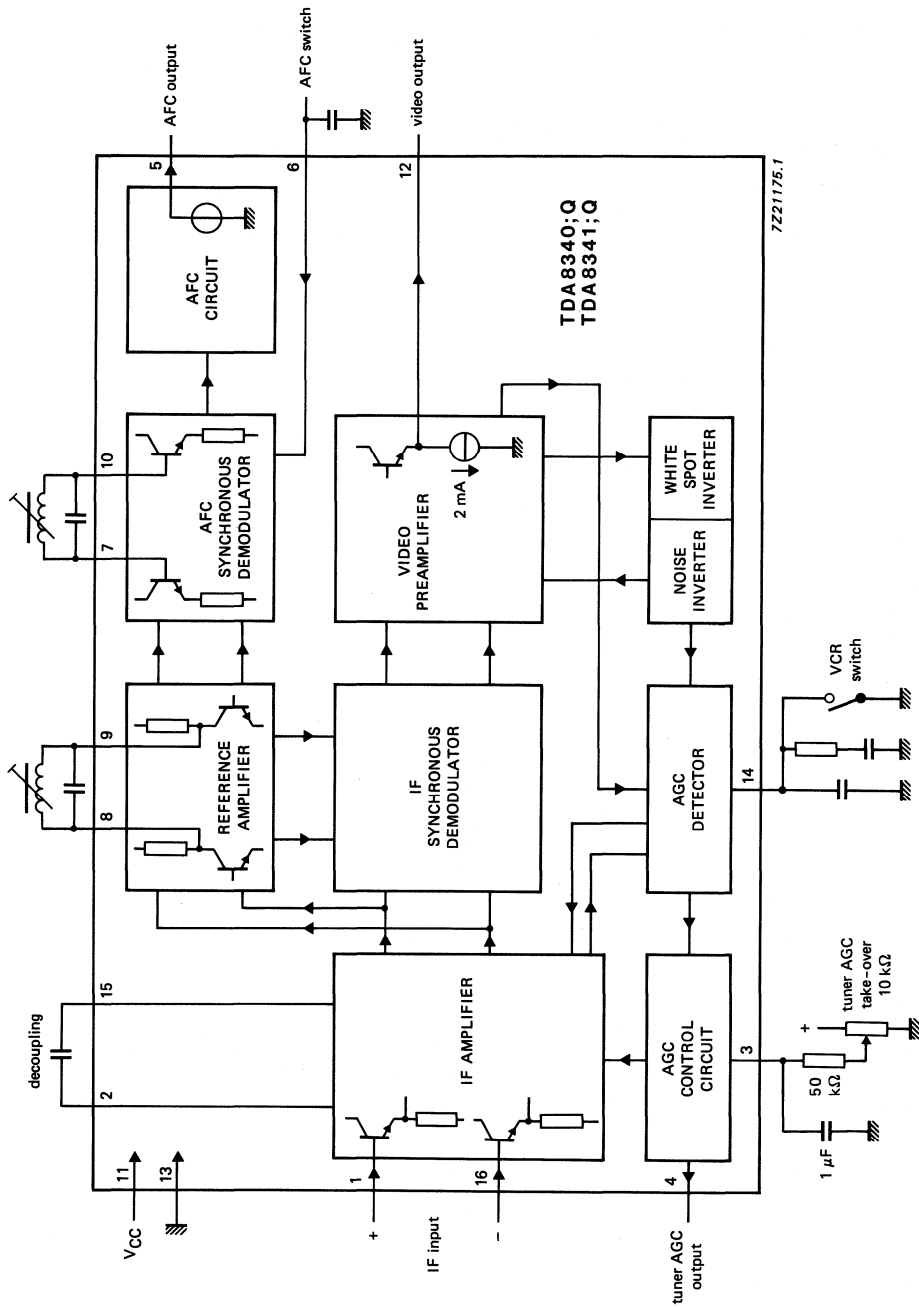 AFC output
AFC switch
video output
5
6
12
AFC
CIRCUIT
TDA8340;Q
TDA8341;Q
7Z21175.1
10
7
AFC
SYNCHRONOUS
DEMODULATOR
VIDEO
PREAMPLIFIER
2 mA
WHITE
SPOT
INVERTER
NOISE
INVERTER
9
8
REFERENCE
AMPLIFIER
IF
SYNCHRONOUS
DEMODULATOR
AGC
DETECTOR
14
VCR
switch
decoupling
15
2
IF AMPLIFIER
AGC
CONTROL
CIRCUIT
3
+
tuner AGC
take-over
10 kΩ
50
kΩ
1 μF
11
13
VCC
1
16
4
+
IF input
−
tuner AGC
output